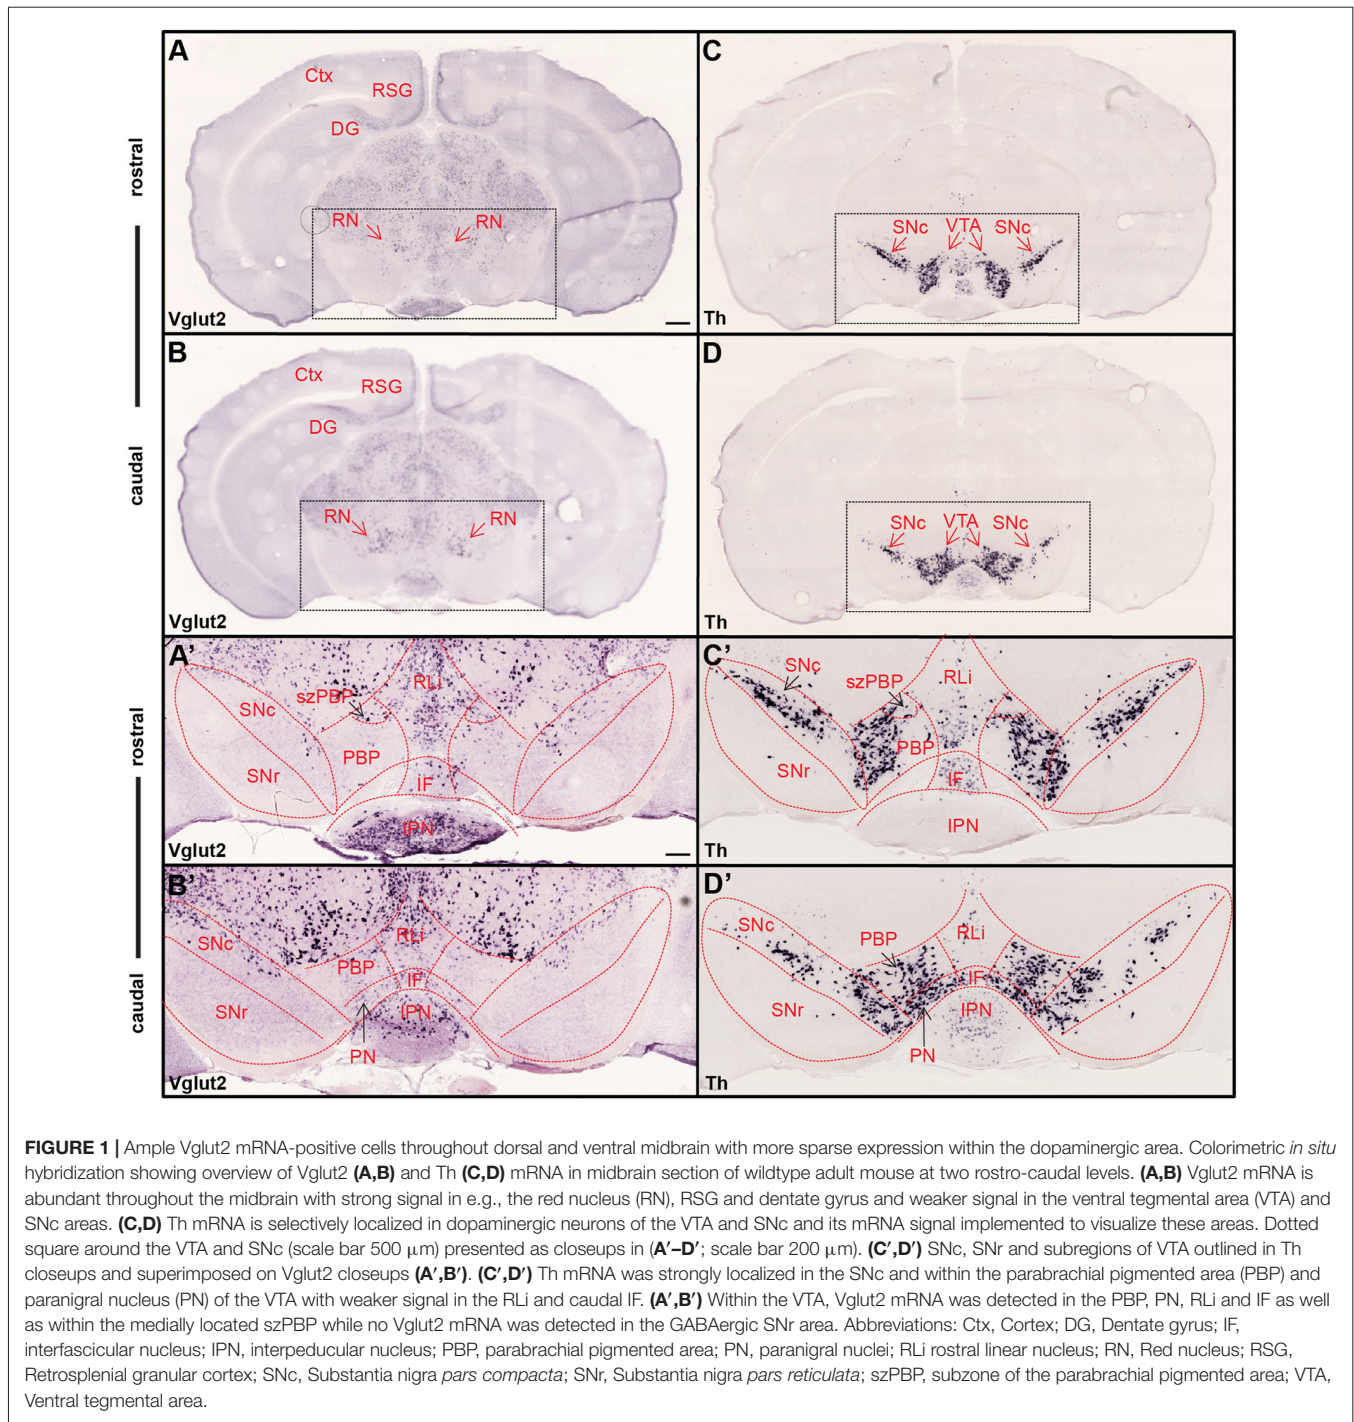 rostral
caudal
A
Ctx
RSG
DG
RN
RN
Vglut2
C
SNc
VTA
SNc
Th
B
Ctx
RSG
DG
RN
RN
Vglut2
D
SNc
VTA
SNc
Th
rostral
caudal
A’
RLi
szPBP
SNc
PBP
SNr
IF
IPN
Vglut2
C’
SNc
szPBP
RLi
PBP
SNr
IF
IPN
Th
B’
SNc
RLi
PBP
IF
SNr
IPN
PN
Vglut2
D’
SNc
PBP
RLi
IF
SNr
IPN
PN
Th
FIGURE 1 | Ample Vglut2 mRNA-positive cells throughout dorsal and ventral midbrain with more sparse expression within the dopaminergic area. Colorimetric in situ
hybridization showing overview of Vglut2 (A,B) and Th (C,D) mRNA in midbrain section of wildtype adult mouse at two rostro-caudal levels. (A,B) Vglut2 mRNA is
abundant throughout the midbrain with strong signal in e.g., the red nucleus (RN), RSG and dentate gyrus and weaker signal in the ventral tegmental area (VTA) and
SNc areas. (C,D) Th mRNA is selectively localized in dopaminergic neurons of the VTA and SNc and its mRNA signal implemented to visualize these areas. Dotted
square around the VTA and SNc (scale bar 500 μm) presented as closeups in (A′–D′; scale bar 200 μm). (C′,D′) SNc, SNr and subregions of VTA outlined in Th
closeups and superimposed on Vglut2 closeups (A′,B′). (C′,D′) Th mRNA was strongly localized in the SNc and within the parabrachial pigmented area (PBP) and
paranigral nucleus (PN) of the VTA with weaker signal in the RLi and caudal IF. (A′,B′) Within the VTA, Vglut2 mRNA was detected in the PBP, PN, RLi and IF as well
as within the medially located szPBP while no Vglut2 mRNA was detected in the GABAergic SNr area. Abbreviations: Ctx, Cortex; DG, Dentate gyrus; IF,
interfascicular nucleus; IPN, interpeducular nucleus; PBP, parabrachial pigmented area; PN, paranigral nuclei; RLi rostral linear nucleus; RN, Red nucleus; RSG,
Retrosplenial granular cortex; SNc, Substantia nigra pars compacta; SNr, Substantia nigra pars reticulata; szPBP, subzone of the parabrachial pigmented area; VTA,
Ventral tegmental area.